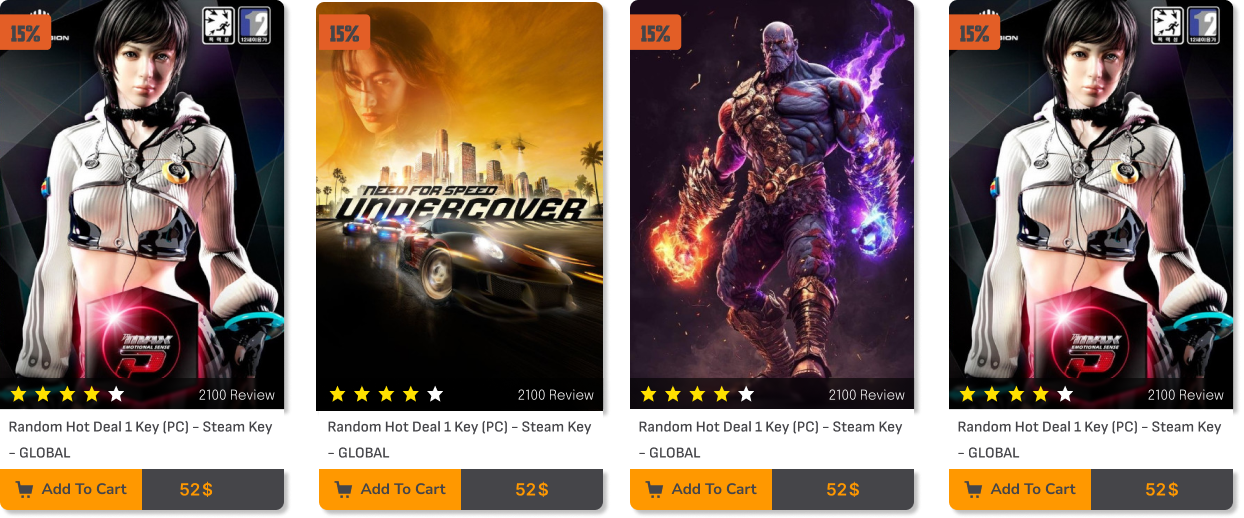 15%
15%
15%
15%
NEED FOR SPEED
UNDERCOVER
DJMAX
EMOTIONAL SENSE
DJMAX
EMOTIONAL SENSE
2100 Review
2100 Review
2100 Review
2100 Review
Random Hot Deal 1 Key (PC) - Steam Key
- GLOBAL
Random Hot Deal 1 Key (PC) - Steam Key
- GLOBAL
Random Hot Deal 1 Key (PC) - Steam Key
- GLOBAL
Random Hot Deal 1 Key (PC) - Steam Key
- GLOBAL
Add To Cart
52$
Add To Cart
52$
Add To Cart
52$
Add To Cart
52$